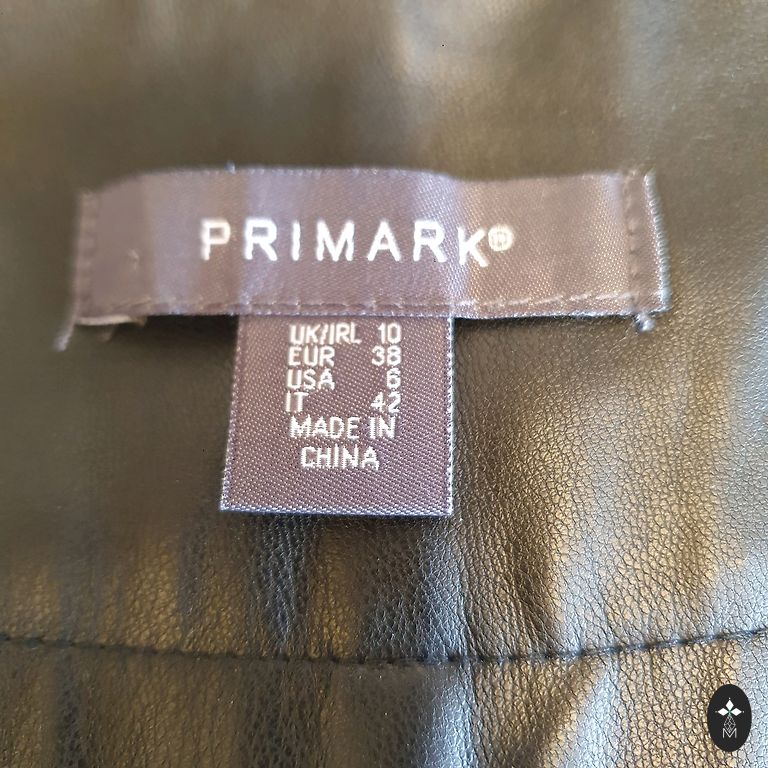 PRIMARK®
UK/IRL 10
EUR 38
USA 6
IT 42
MADE IN
CHINA